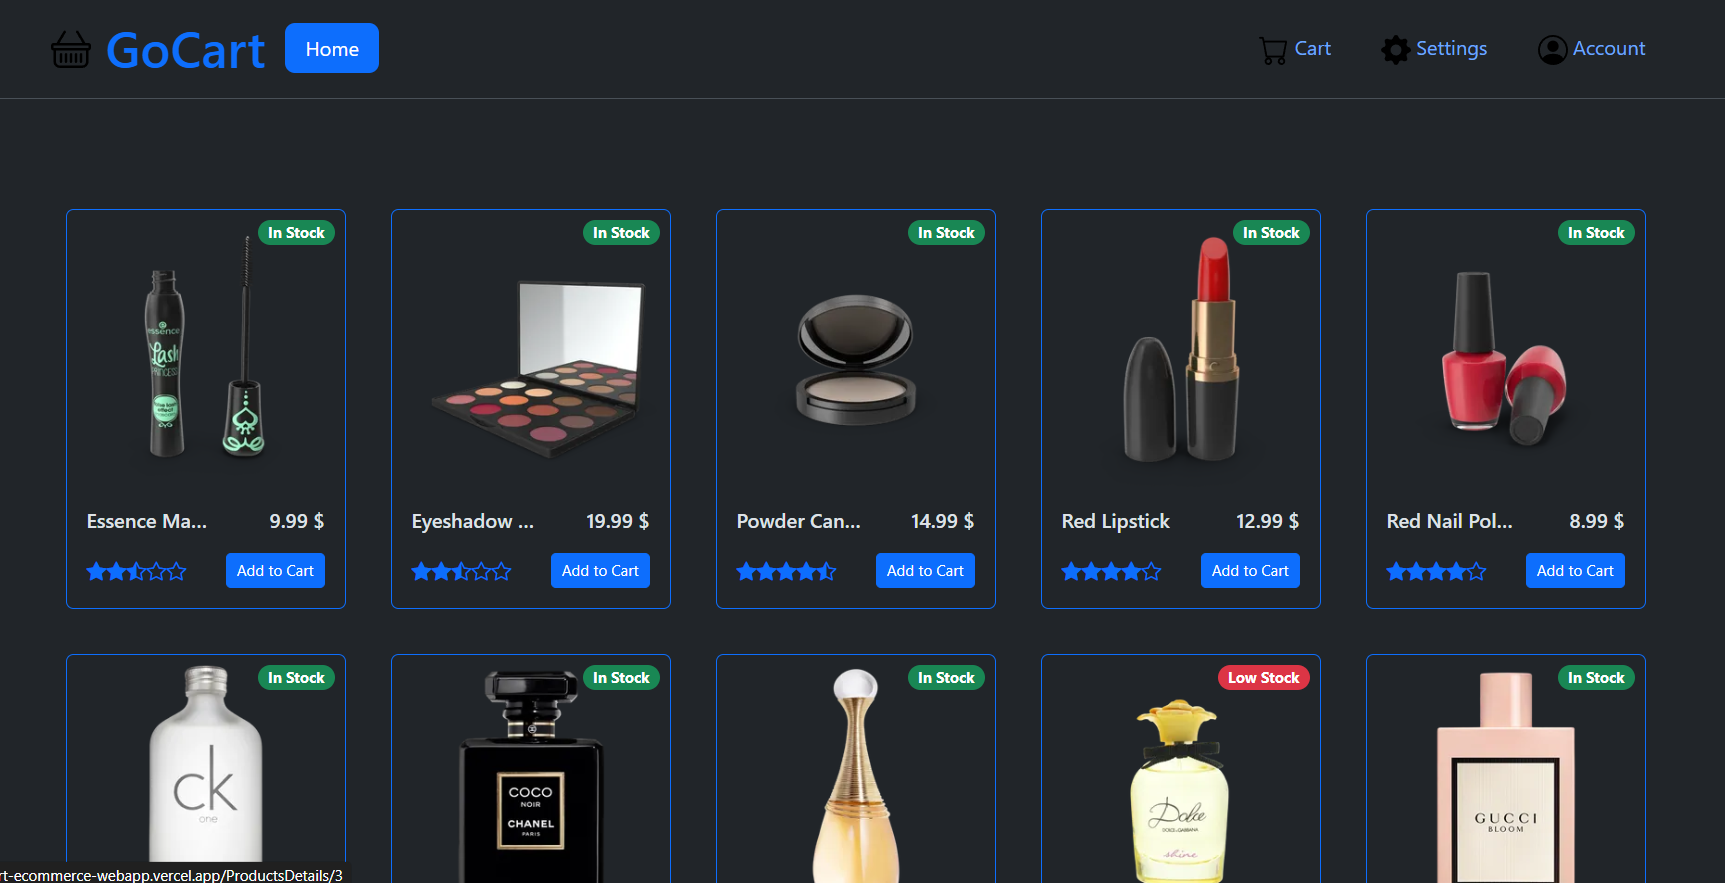 GoCart Home Cart Settings Account
In Stock In Stock In Stock In Stock In Stock
essence
Lash
PRINCESS
Essence Ma... 9.99 $ Eyeshadow ... 19.99 $ Powder Can... 14.99 $ Red Lipstick 12.99 $ Red Nail Pol... 8.99 $
Add to Cart Add to Cart Add to Cart Add to Cart Add to Cart
In Stock In Stock In Stock Low Stock In Stock
ck
one
COCO
NOIR
CHANEL
PARIS
Dolce
DOLCE&GABBANA
shine
GUCCI
BLOOM
rt-ecommerce-webapp.vercel.app/ProductsDetails/3